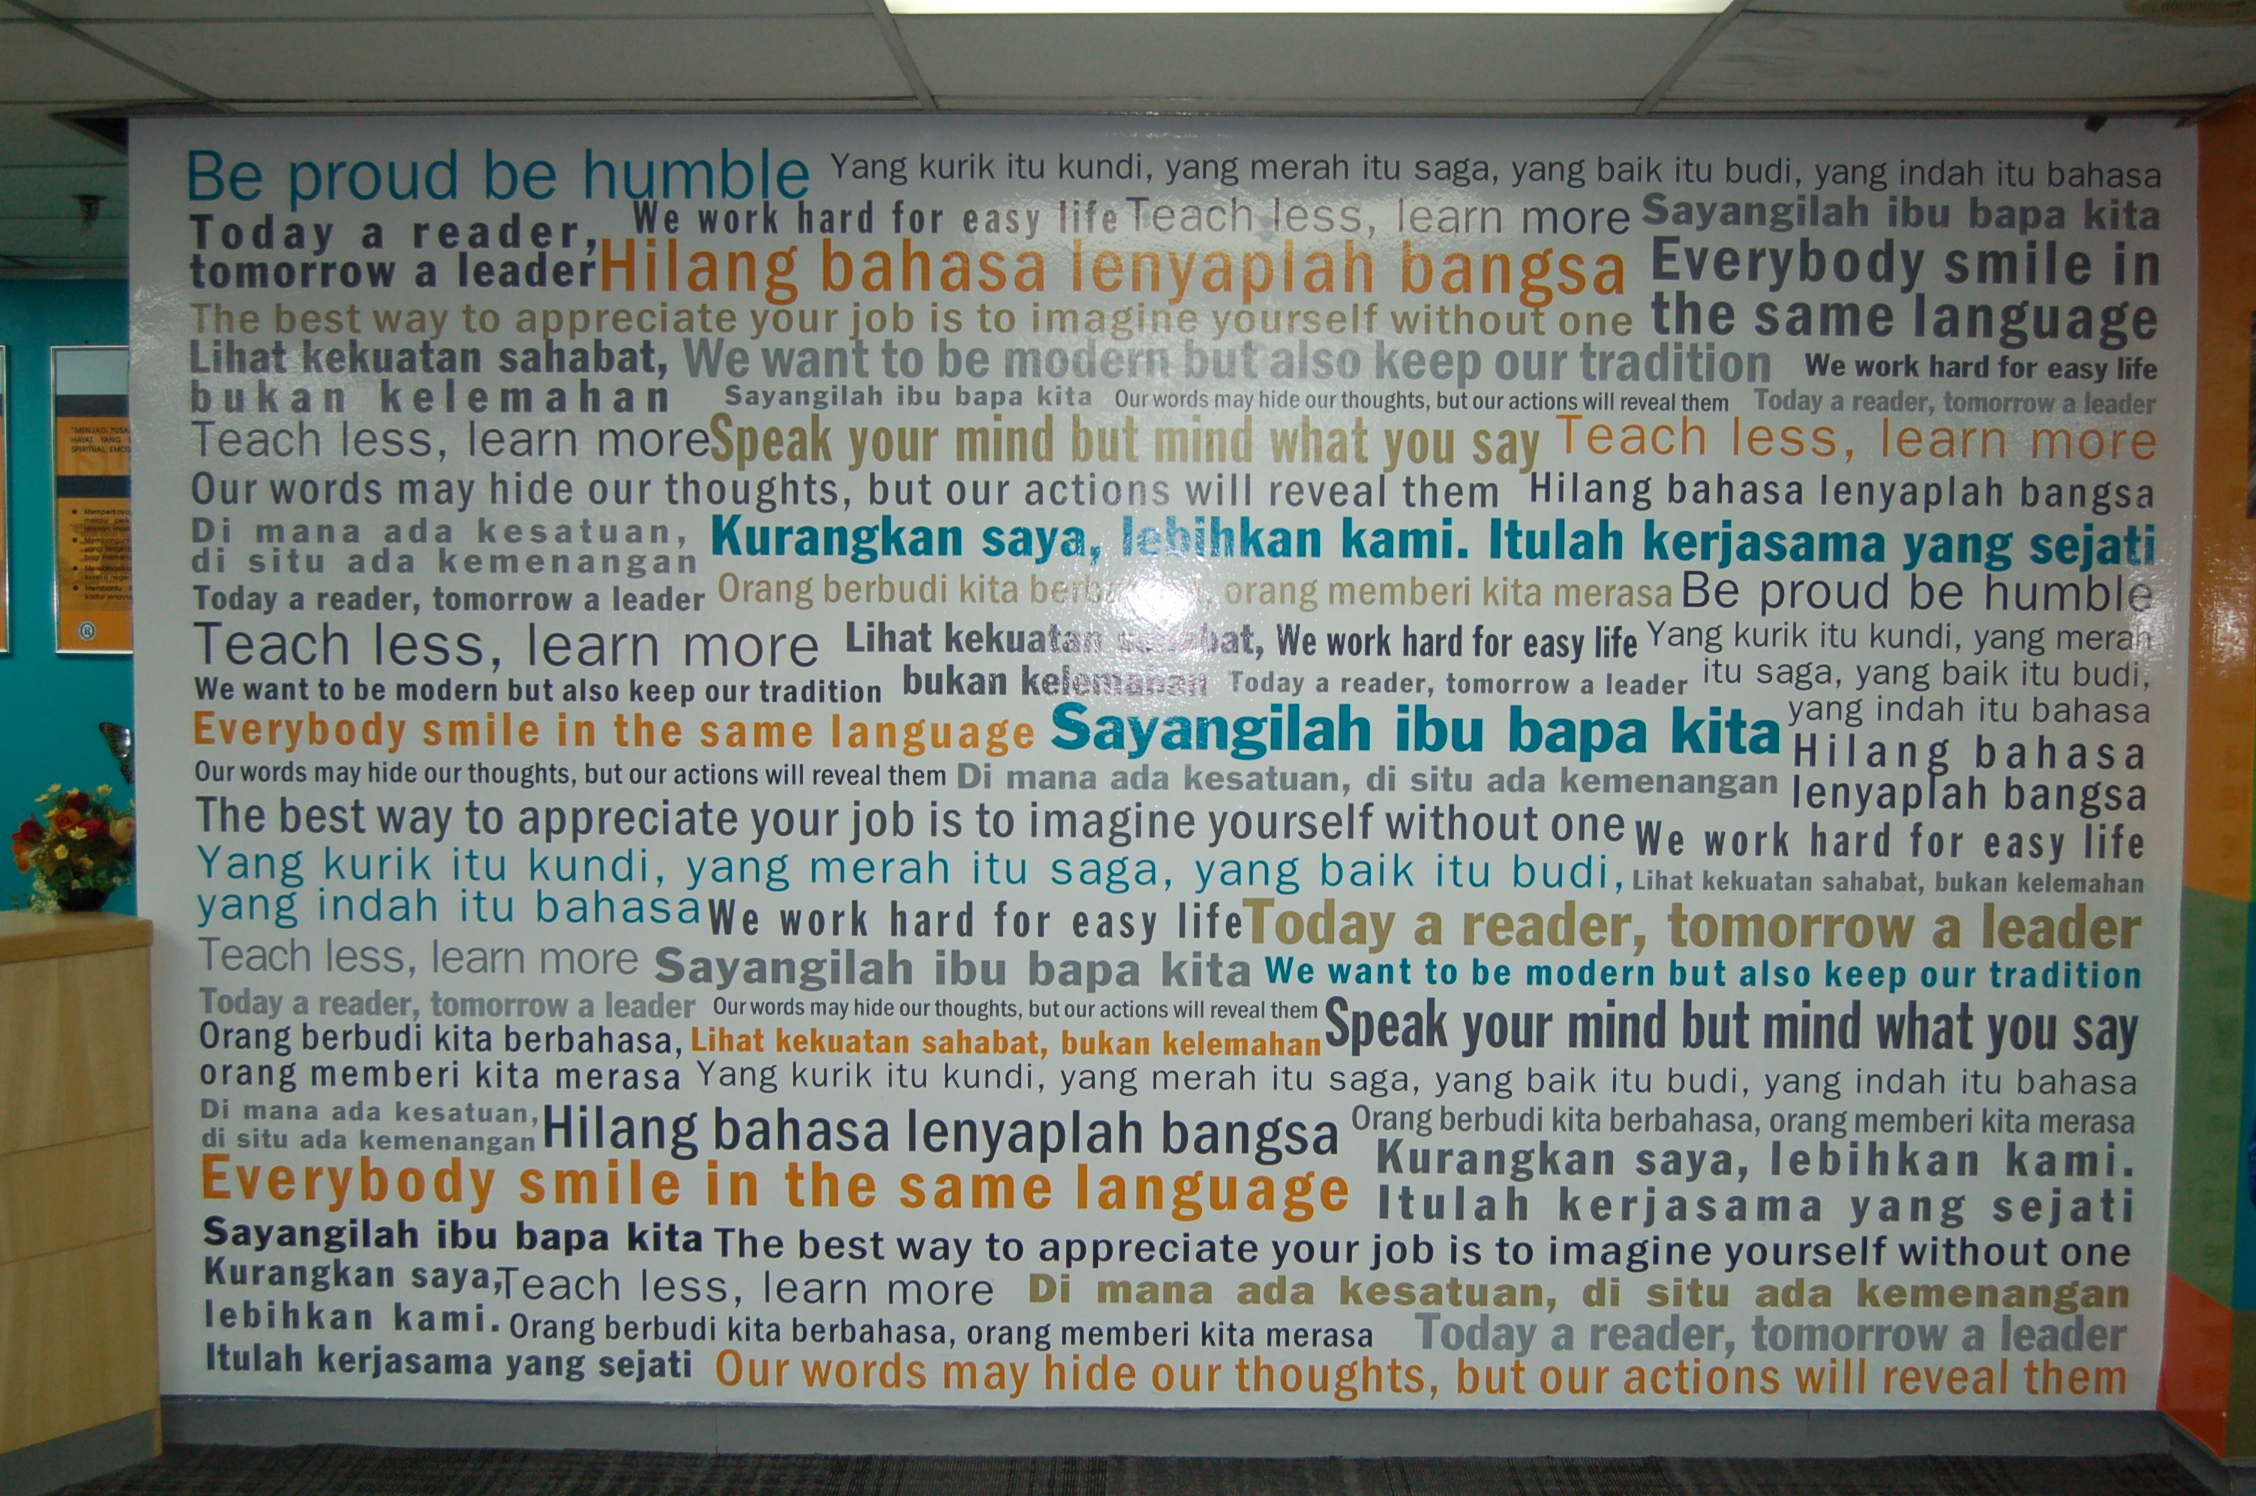 Be proud be humble Yang kurik itu kundi, yang merah itu saga, yang baik itu budi, yang indah itu bahasa
Today a reader,
tomorrow a leader
We work hard for easy life Teach less, learn more Sayangilah ibu bapa kita
Hilang bahasa lenyaplah bangsa
Everybody smile in
the same language
The best way to appreciate your job is to imagine yourself without one
Lihat kekuatan sahabat,
bukan kelemahan
We want to be modern but also keep our tradition We work hard for easy life
Sayangilah ibu bapa kita Our words may hide our thoughts, but our actions will reveal them Today a reader, tomorrow a leader
Teach less, learn more Speak your mind but mind what you say Teach less, learn more
Our words may hide our thoughts, but our actions will reveal them Hilang bahasa lenyaplah bangsa
Di mana ada kesatuan,
di situ ada kemenangan
Kurangkan saya, lebihkan kami. Itulah kerjasama yang sejati
Today a reader, tomorrow a leader Orang berbudi kita orang memberi kita merasa Be proud be humble
Teach less, learn more
Lihat kekuatan sahabat,
bukan kelemahan
We work hard for easy life
Yang kurik itu kundi, yang merah
itu saga, yang baik itu budi,
yang indah itu bahasa
We want to be modern but also keep our tradition
Today a reader, tomorrow a leader
Everybody smile in the same language Sayangilah ibu bapa kita
Hilang bahasa
lenyaplah bangsa
Our words may hide our thoughts, but our actions will reveal them Di mana ada kesatuan, di situ ada kemenangan
The best way to appreciate your job is to imagine yourself without one We work hard for easy life
Yang kurik itu kundi, yang merah itu saga, yang baik itu budi,
yang indah itu bahasa
Lihat kekuatan sahabat, bukan kelemahan
We work hard for easy life Today a reader, tomorrow a leader
Teach less, learn more Sayangilah ibu bapa kita We want to be modern but also keep our tradition
Today a reader, tomorrow a leader Our words may hide our thoughts, but our actions will reveal them Speak your mind but mind what you say
Orang berbudi kita berbahasa,
orang memberi kita merasa
Lihat kekuatan sahabat, bukan kelemahan
Yang kurik itu kundi, yang merah itu saga, yang baik itu budi, yang indah itu bahasa
Di mana ada kesatuan,
di situ ada kemenangan
Hilang bahasa lenyaplah bangsa Orang berbudi kita berbahasa, orang memberi kita merasa
Everybody smile in the same language
Kurangkan saya, lebihkan kami.
Itulah kerjasama yang sejati
Sayangilah ibu bapa kita The best way to appreciate your job is to imagine yourself without one
Kurangkan saya,
lebihkan kami.
Itulah kerjasama yang sejati
Teach less, learn more Di mana ada kesatuan, di situ ada kemenangan
Orang berbudi kita berbahasa, orang memberi kita merasa Today a reader, tomorrow a leader
Our words may hide our thoughts, but our actions will reveal them